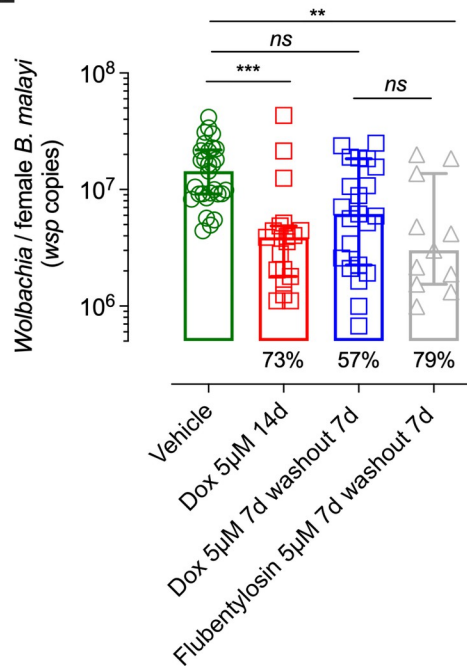 **
ns
***
ns
Wolbachia / female B. malayi
(wsp copies)
10⁸
10⁷
10⁶
73% 57% 79%
Vehicle
Dox 5µM 14d
Dox 5µM 7d washout 7d
Flubentylosin 5µM 7d washout 7d